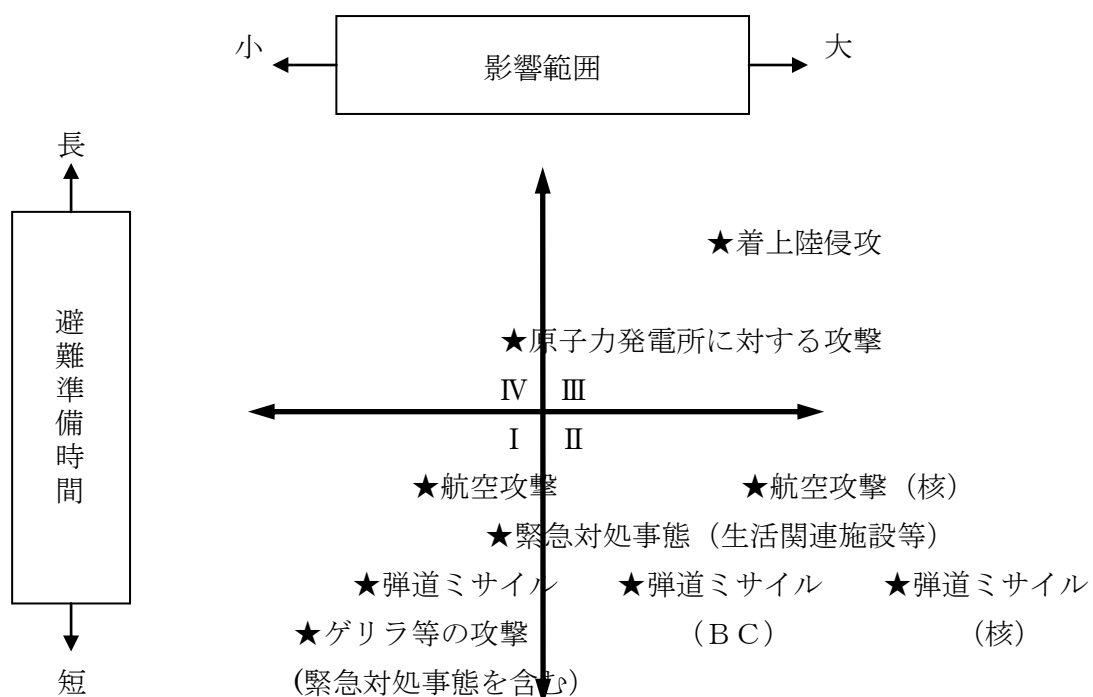 小
影響範囲
大
長
避難準備時間
短
★着上陸侵攻
★原子力発電所に対する攻撃
Ⅳ Ⅲ
Ⅰ Ⅱ
★航空攻撃 ★航空攻撃（核）
★緊急対処事態（生活関連施設等）
★弾道ミサイル ★弾道ミサイル（ＢＣ） ★弾道ミサイル（核）
★ゲリラ等の攻撃
(緊急対処事態を含む）